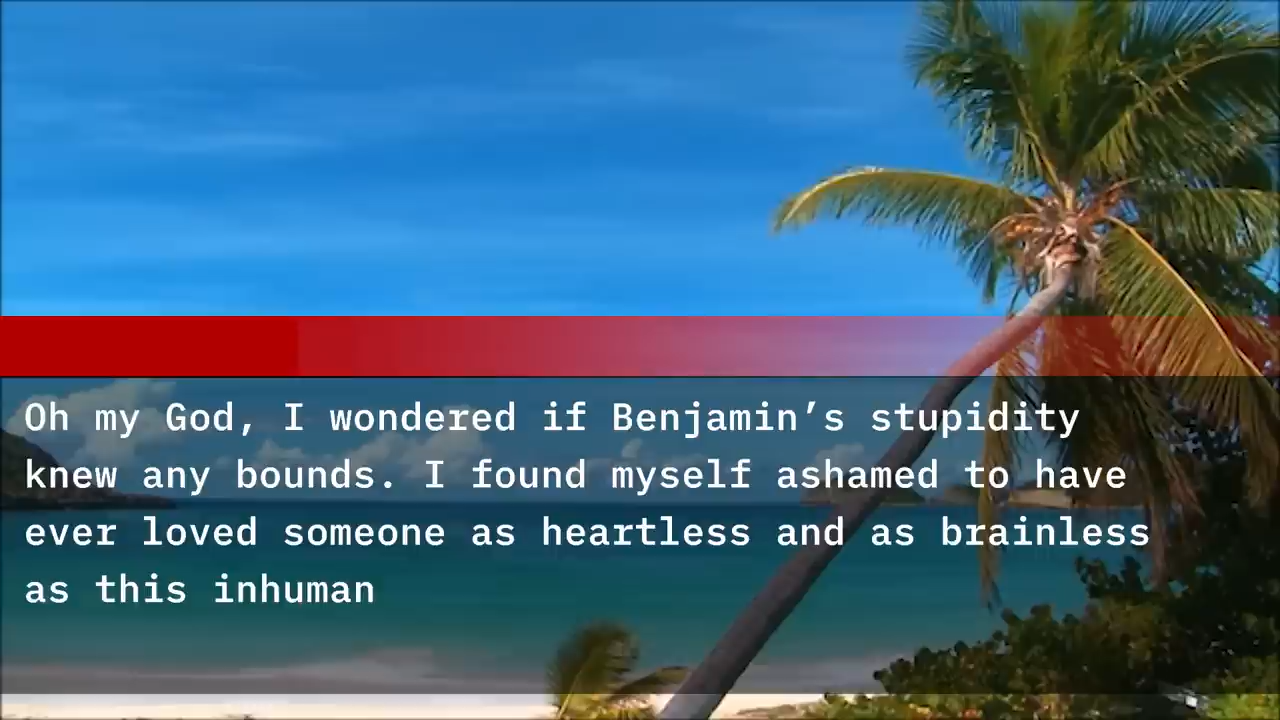 Oh my God, I wondered if Benjamin’s stupidity
knew any bounds. I found myself ashamed to have
ever loved someone as heartless and as brainless
as this inhuman